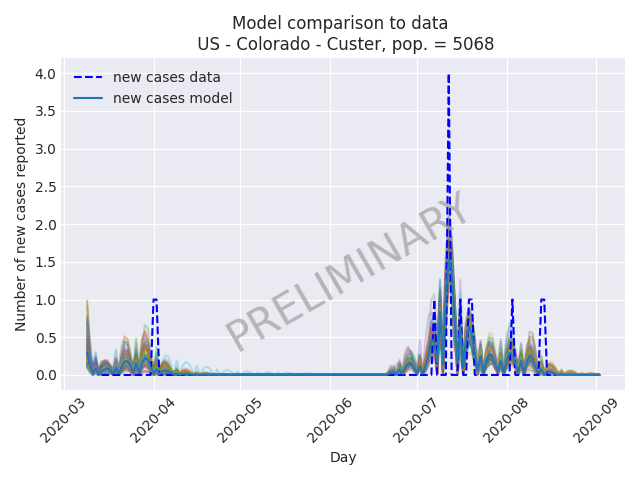 Model comparison to data
US - Colorado - Custer, pop. = 5068
new cases data
new cases model
PRELIMINARY
Number of new cases reported
4.0
3.5
3.0
2.5
2.0
1.5
1.0
0.5
0.0
2020-03
2020-04
2020-05
2020-06
2020-07
2020-08
2020-09
Day